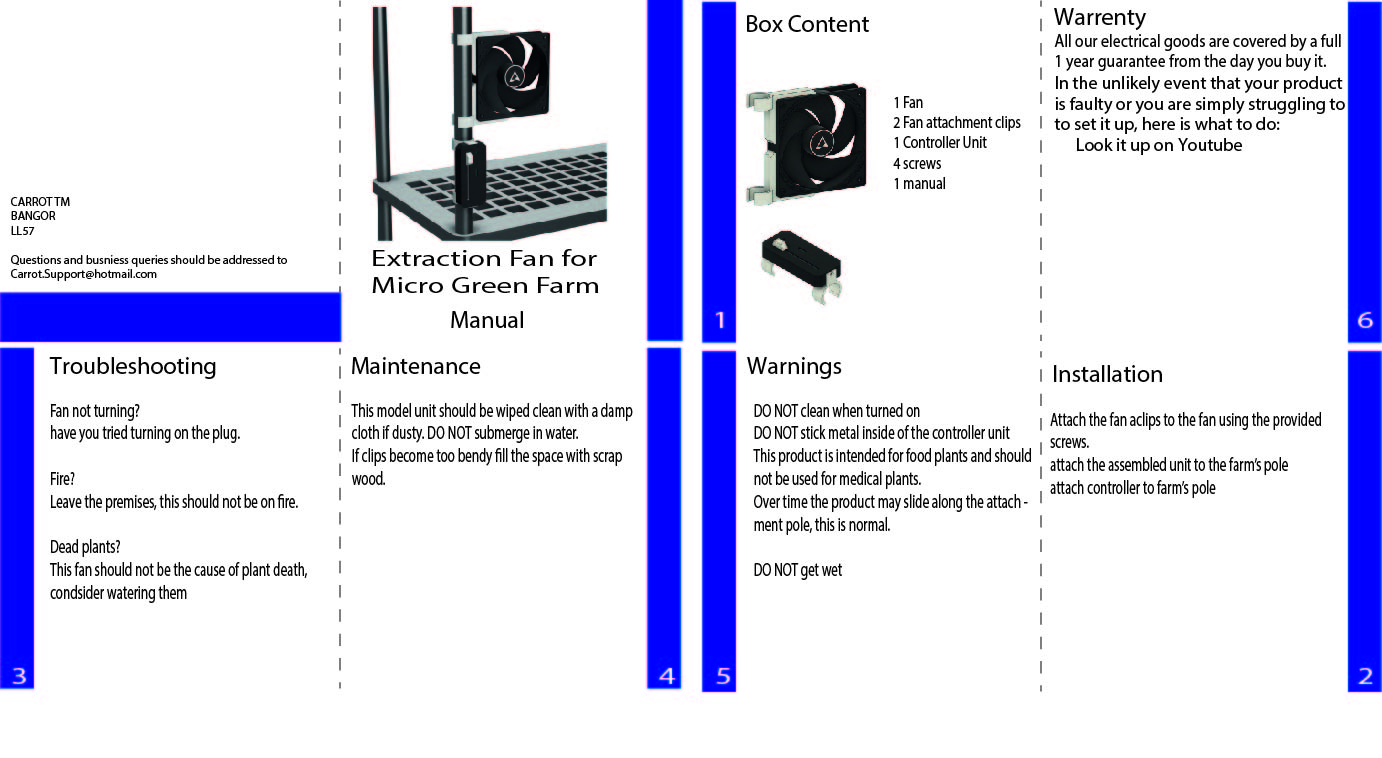 CARROT TM
BANGOR
LL57
Questions and busniess queries should be addressed to
Carrot.Support@hotmail.com
Extraction Fan for
Micro Green Farm
Manual
Box Content
1 Fan
2 Fan attachment clips
1 Controller Unit
4 screws
1 manual
1
Warrenty
All our electrical goods are covered by a full
1 year guarantee from the day you buy it.
In the unlikely event that your product
is faulty or you are simply struggling to
to set it up, here is what to do:
Look it up on Youtube
6
Troubleshooting
Fan not turning?
have you tried turning on the plug.
Fire?
Leave the premises, this should not be on fire.
Dead plants?
This fan should not be the cause of plant death,
condsider watering them
3
Maintenance
This model unit should be wiped clean with a damp
cloth if dusty. DO NOT submerge in water.
If clips become too bendy fill the space with scrap
wood.
4
Warnings
DO NOT clean when turned on
DO NOT stick metal inside of the controller unit
This product is intended for food plants and should
not be used for medical plants.
Over time the product may slide along the attach -
ment pole, this is normal.
DO NOT get wet
5
Installation
Attach the fan aclips to the fan using the provided
screws.
attach the assembled unit to the farm's pole
attach controller to farm's pole
2